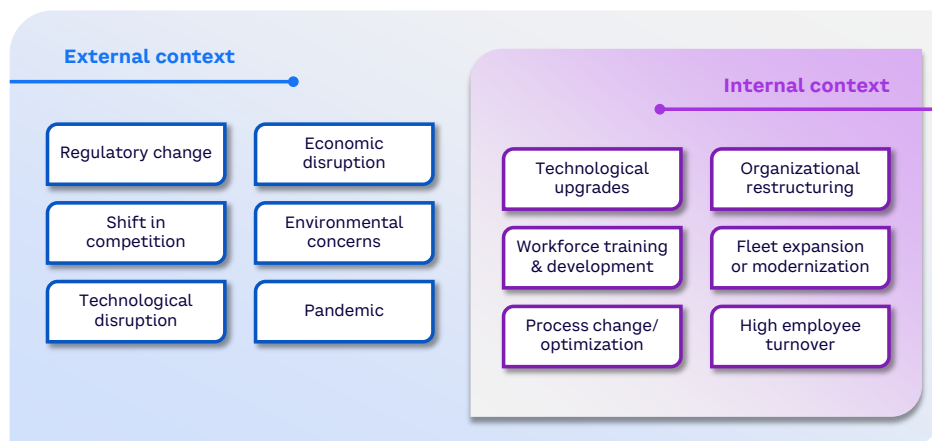 External context
Regulatory change
Economic
disruption
Shift in
competition
Environmental
concerns
Technological
disruption
Pandemic
Internal context
Technological
upgrades
Organizational
restructuring
Workforce training
& development
Fleet expansion
or modernization
Process change/
optimization
High employee
turnover